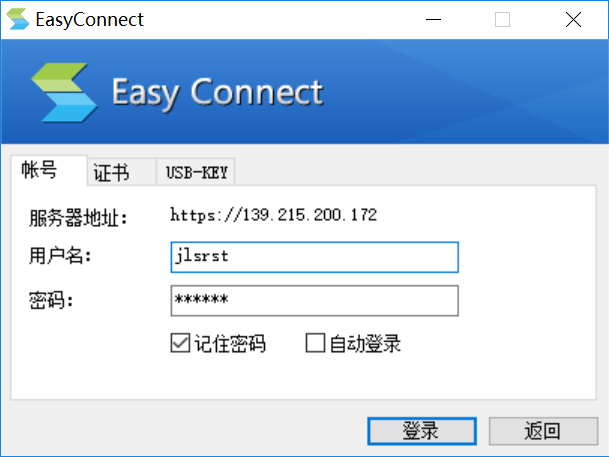 EasyConnect
Easy Connect
帐号 证书 USB-KEY
服务器地址: https://139.215.200.172
用户名: jlsrst
密码: ******
记住密码 自动登录
登录 返回